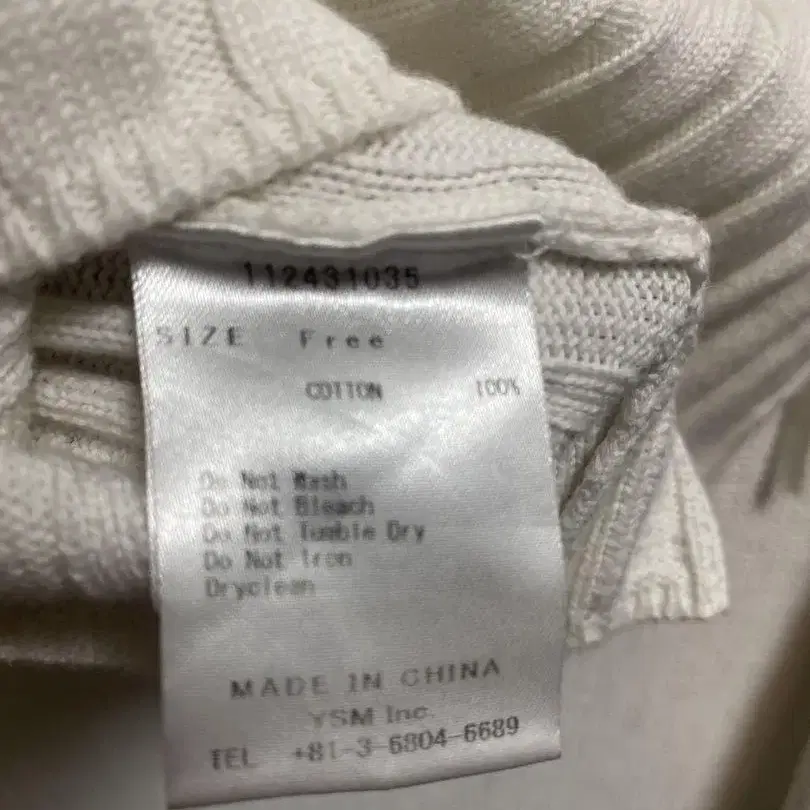 112431035
SIZE Free
COTTON 100%
Do Not Wash
Do Not Bleach
Do Not Tumble Dry
Do Not Iron
Dryclean
MADE IN CHINA
YSM Inc.
TEL +81-3-6804-6689